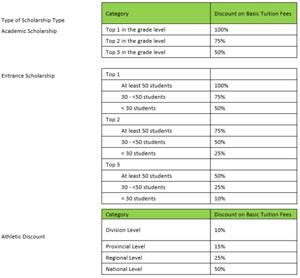 Type of Scholarship Type
Category Discount on Basic Tuition Fees
Academic Scholarship
Top 1 in the grade level 100%
Top 2 in the grade level 75%
Top 3 in the grade level 50%
Entrance Scholarship
Top 1
At least 50 students 100%
30 - <50 students 75%
< 30 students 50%
Top 2
At least 50 students 75%
30 - <50 students 50%
< 30 students 25%
Top 3
At least 50 students 50%
30 - <50 students 25%
< 30 students 10%
Category Discount on Basic Tuition Fees
Athletic Discount
Division Level 10%
Provincial Level 15%
Regional Level 25%
National Level 50%